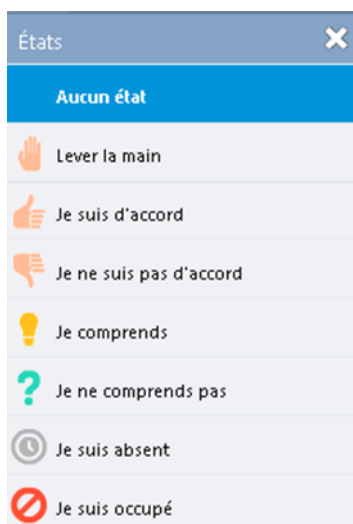 États
Aucun état
Lever la main
Je suis d'accord
Je ne suis pas d'accord
Je comprends
Je ne comprends pas
Je suis absent
Je suis occupé